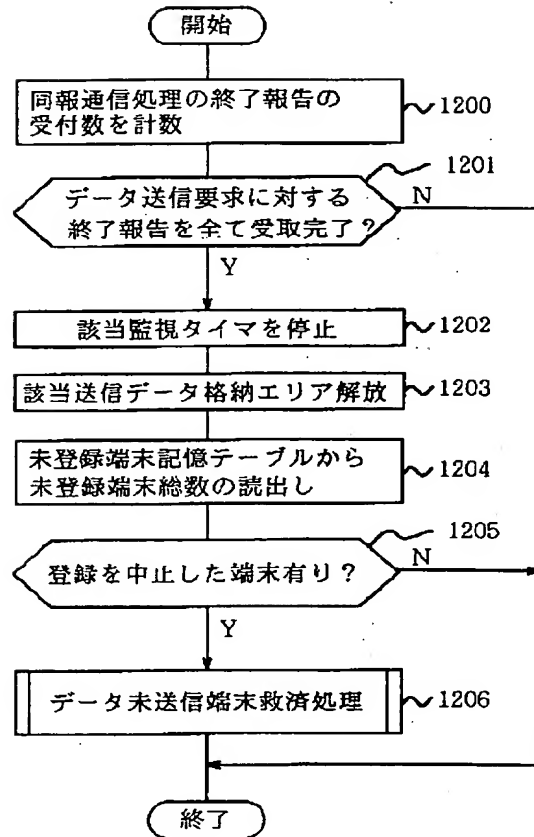 開始
同報通信処理の終了報告の
受付数を計数
1200
1201
データ送信要求に対する
終了報告を全て受取完了?
N
Y
該当監視タイマを停止
1202
該当送信データ格納エリア解放
1203
未登録端末記憶テーブルから
未登録端末総数の読出し
1204
1205
登録を中止した端末有り?
N
Y
データ未送信端末救済処理
1206
終了